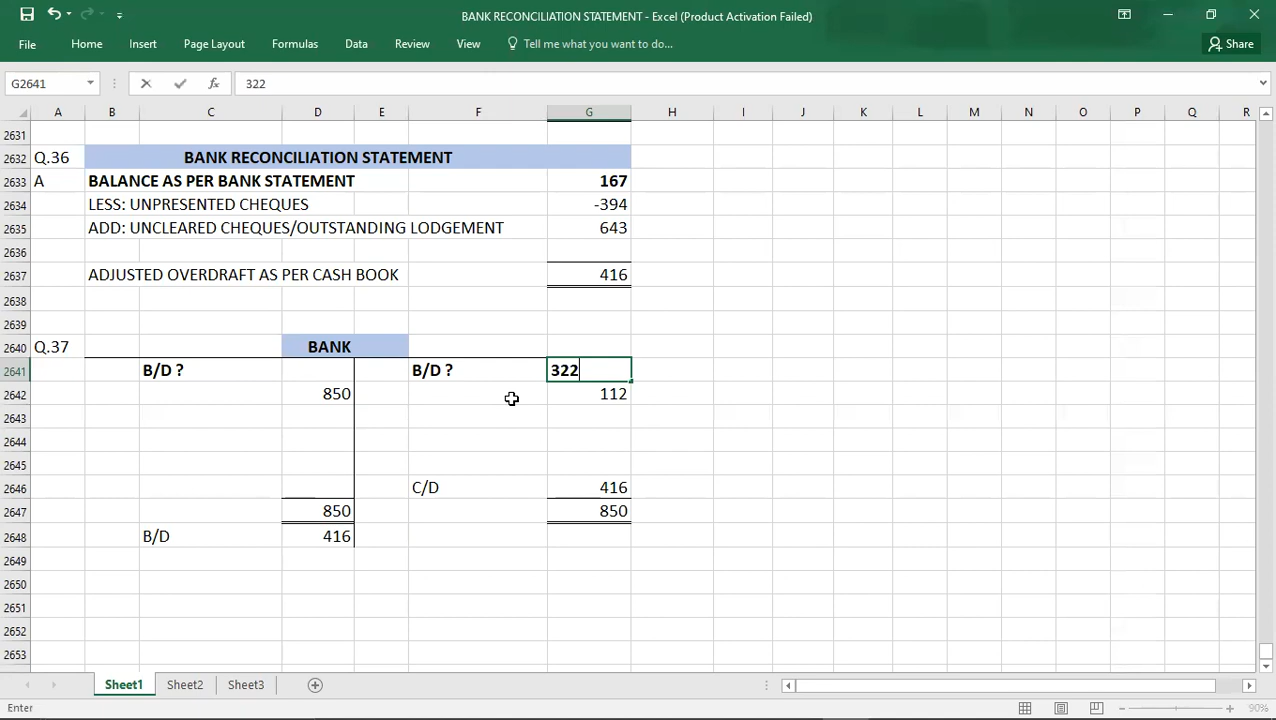 BANK RECONCILIATION STATEMENT - Excel (Product Activation Failed)
File Home Insert Page Layout Formulas Data Review View Tell me what you want to do... Share
G2641 fx 322
A B C D E F G H I J K L M N O P Q R
2631
2632 Q.36 BANK RECONCILIATION STATEMENT
2633 A BALANCE AS PER BANK STATEMENT 167
2634 LESS: UNPRESENTED CHEQUES -394
2635 ADD: UNCLEARED CHEQUES/OUTSTANDING LODGEMENT 643
2636
2637 ADJUSTED OVERDRAFT AS PER CASH BOOK 416
2638
2639
2640 Q.37 BANK
2641 B/D ? B/D ? 322
2642 850 112
2643
2644
2645
2646 C/D 416
2647 850 850
2648 B/D 416
2649
2650
2651
2652
2653
Sheet1 Sheet2 Sheet3
Enter 90%